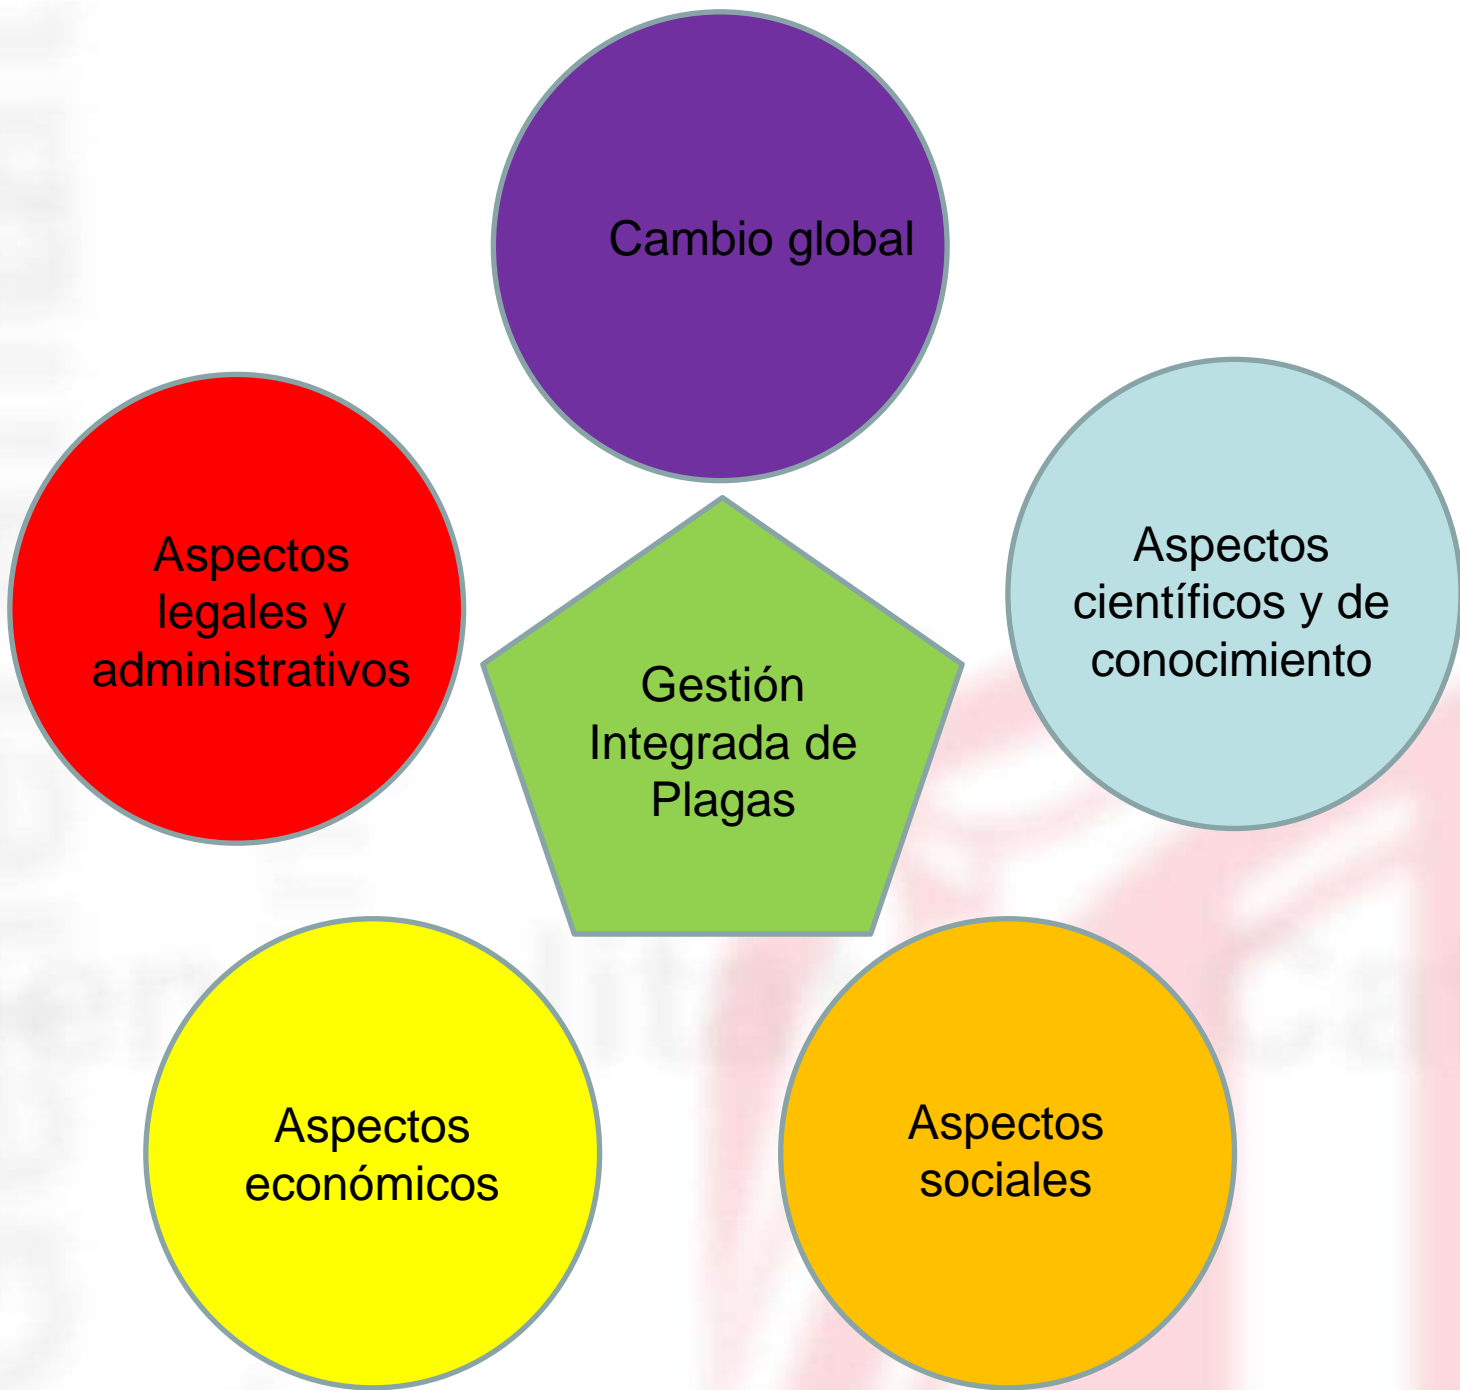 Cambio global
Aspectos
legales y
administrativos
Aspectos
científicos y de
conocimiento
Gestión
Integrada de
Plagas
Aspectos
económicos
Aspectos
sociales